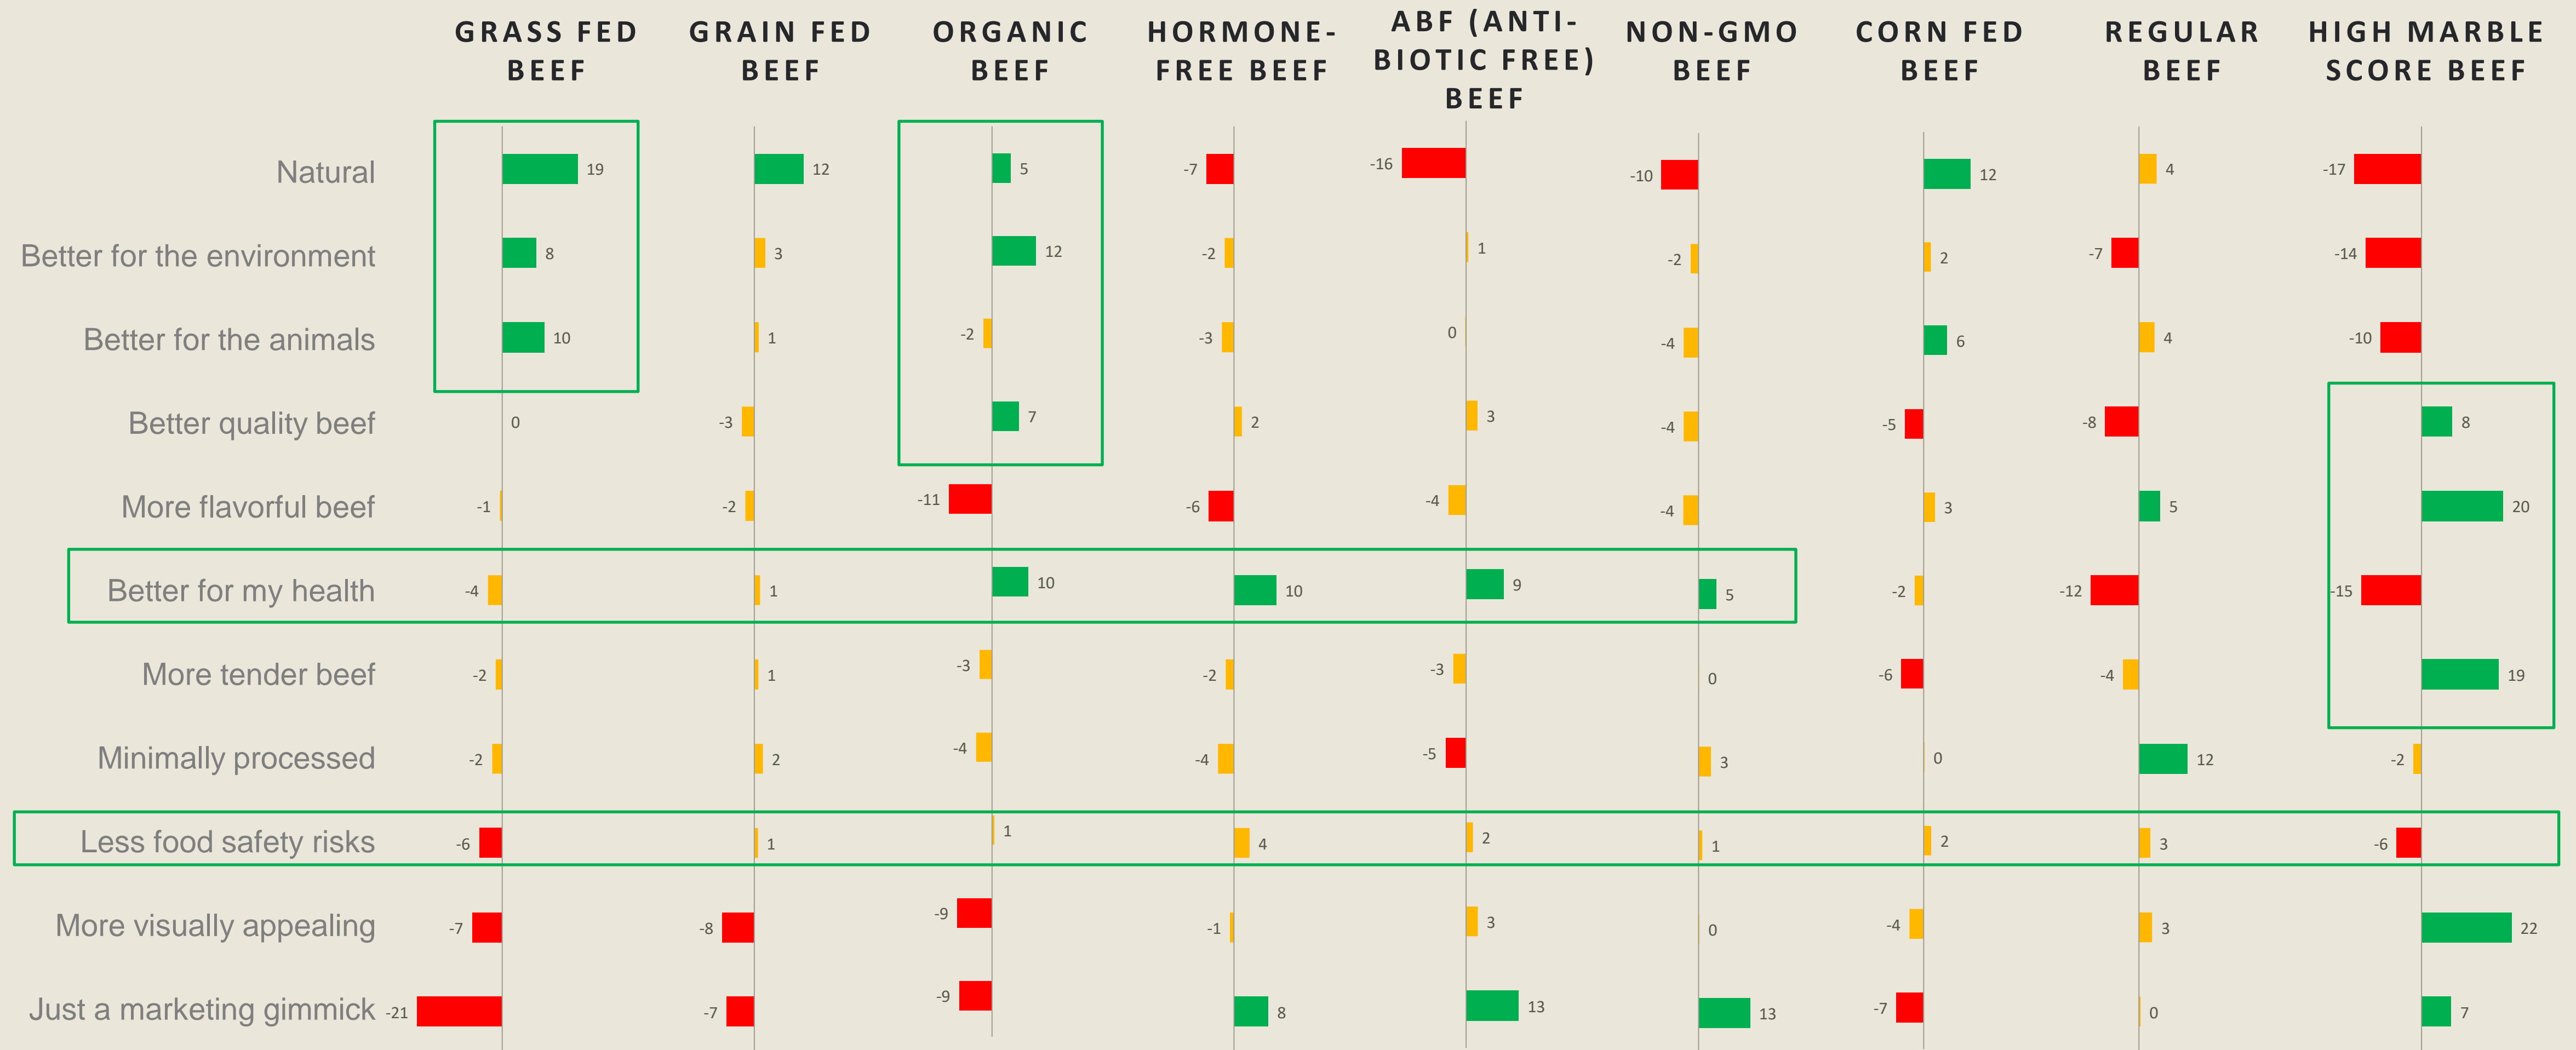 GRASS FED
BEEF
GRAIN FED
BEEF
ORGANIC
BEEF
HORMONE-
FREE BEEF
ABF (ANTI-
BIOTIC FREE)
BEEF
NON-GMO
BEEF
CORN FED
BEEF
REGULAR
BEEF
HIGH MARBLE
SCORE BEEF
Natural 19 12 5 -7 -16 -10 12 4 -17
Better for the environment 8 3 12 -2 1 -2 2 -7 -14
Better for the animals 10 1 -2 -3 0 -4 6 4 -10
Better quality beef 0 -3 7 2 3 -4 -5 -8 8
More flavorful beef -1 -2 -11 -6 -4 -4 3 5 20
Better for my health -4 1 10 10 9 5 -2 -12 -15
More tender beef -2 1 -3 -2 -3 0 -6 -4 19
Minimally processed -2 2 -4 -4 -5 3 0 12 -2
Less food safety risks -6 1 1 4 2 1 2 3 -6
More visually appealing -7 -8 -9 -1 3 0 -4 3 22
Just a marketing gimmick -21 -7 -9 8 13 13 -7 0 7